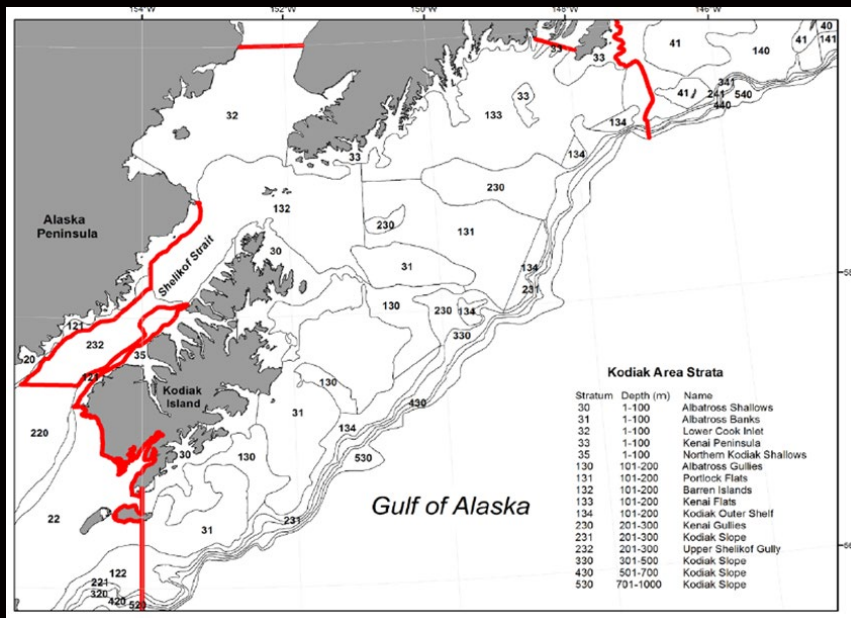 154°W
152°W
150°W
148°W
146°W
40
41
41
141
33
33
140
32
33
133
341
41
241
540
440
134
33
134
230
Alaska
Peninsula
132
230
131
Shelikof Strait
30
31
134
231
121
130
230
134
232
330
20
35
121
Kodiak
Island
130
430
31
220
134
30
130
530
Gulf of Alaska
22
31
231
122
221
320
420
520
Kodiak Area Strata
Stratum Depth (m) Name
30 1-100 Albatross Shallows
31 1-100 Albatross Banks
32 1-100 Lower Cook Inlet
33 1-100 Kenai Peninsula
35 1-100 Northern Kodiak Shallows
130 101-200 Albatross Gullies
131 101-200 Portlock Flats
132 101-200 Barren Islands
133 101-200 Kenai Flats
134 101-200 Kodiak Outer Shelf
230 201-300 Kenai Gullies
231 201-300 Kodiak Slope
232 201-300 Upper Shelikof Gully
330 301-500 Kodiak Slope
430 501-700 Kodiak Slope
530 701-1000 Kodiak Slope